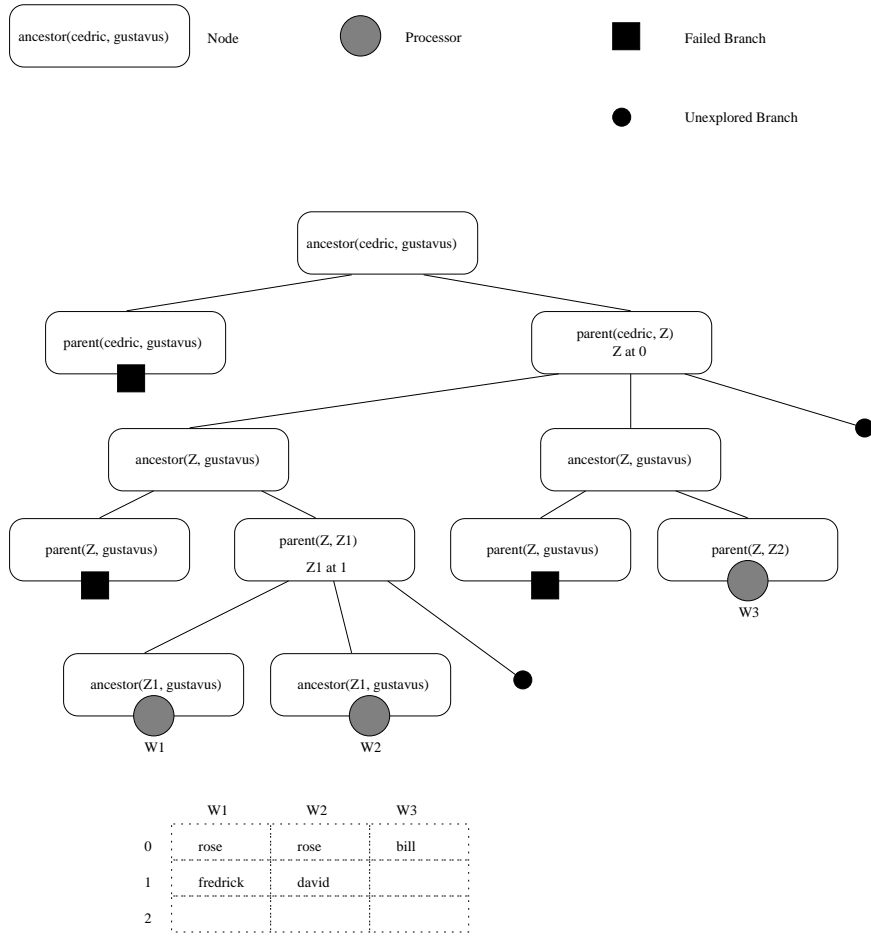 ancestor(cedric, gustavus)
Node
Processor
Failed Branch
Unexplored Branch
ancestor(cedric, gustavus)
parent(cedric, gustavus)
parent(cedric, Z)
Z at 0
ancestor(Z, gustavus)
ancestor(Z, gustavus)
parent(Z, gustavus)
parent(Z, Z1)
Z1 at 1
parent(Z, gustavus)
parent(Z, Z2)
W3
ancestor(Z1, gustavus)
ancestor(Z1, gustavus)
W1
W2
W1 W2 W3
0 rose rose bill
1 fredrick david
2